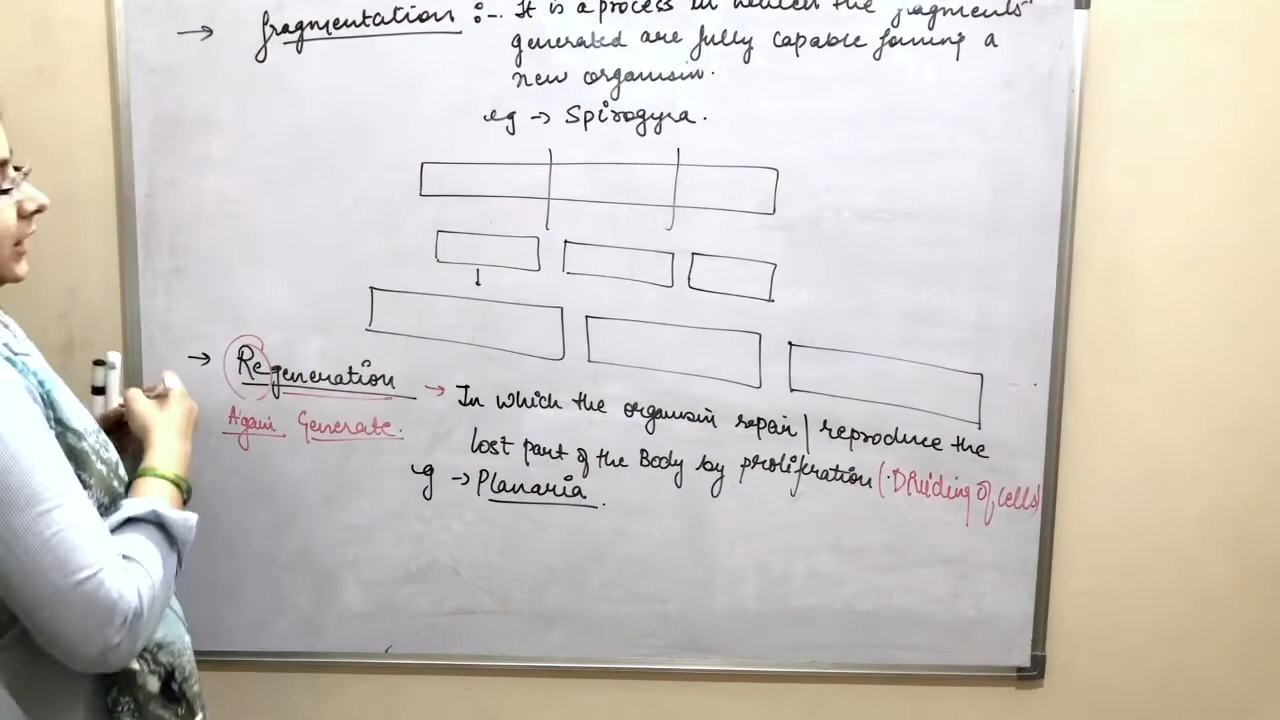 → fragmentation :- It is a process in which the fragments
generated are fully capable forming a
new organism.
eg → Spirogyra.
→ Regeneration → In which the organism repair | reproduce the
Again Generate. lost part of the Body by proliferation (Dividing of cells)
eg → Planaria.